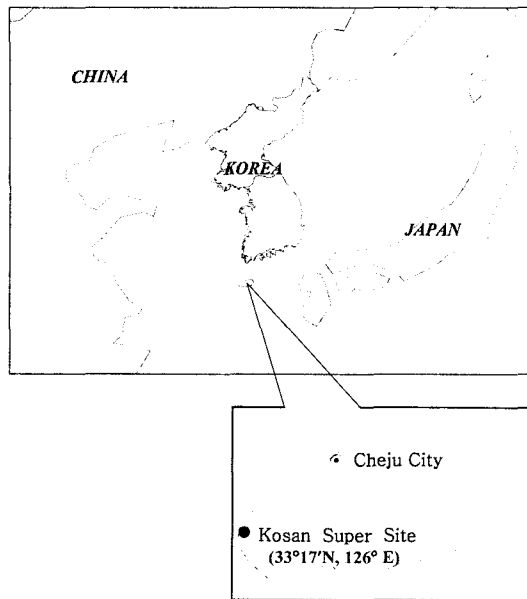 CHINA
KOREA
JAPAN
Cheju City
Kosan Super Site
(33°17'N, 126° E)